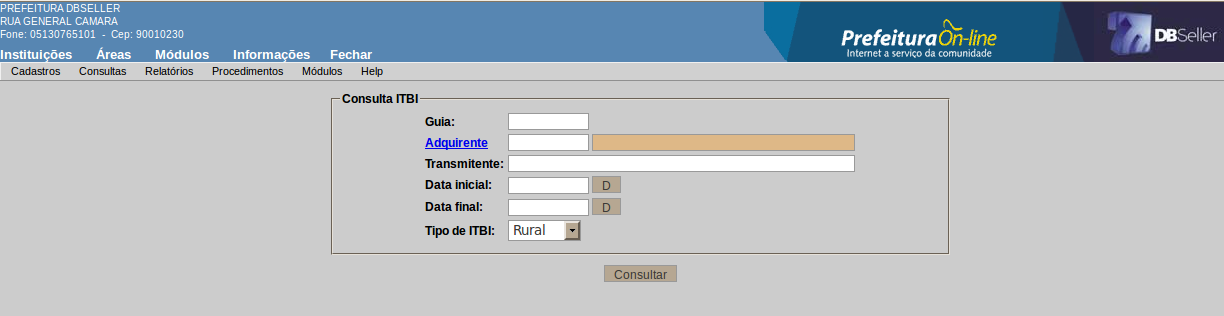 PREFEITURA DBSELLER
RUA GENERAL CAMARA
Fone: 05130765101 - Cep: 90010230
Prefeitura On-line
Internet a serviço da comunidade
DBSeller
Instituições Áreas Módulos Informações Fechar
Cadastros Consultas Relatórios Procedimentos Módulos Help
Consulta ITBI
Guia:
Adquirente
Transmitente:
Data inicial: D
Data final: D
Tipo de ITBI: Rural
Consultar